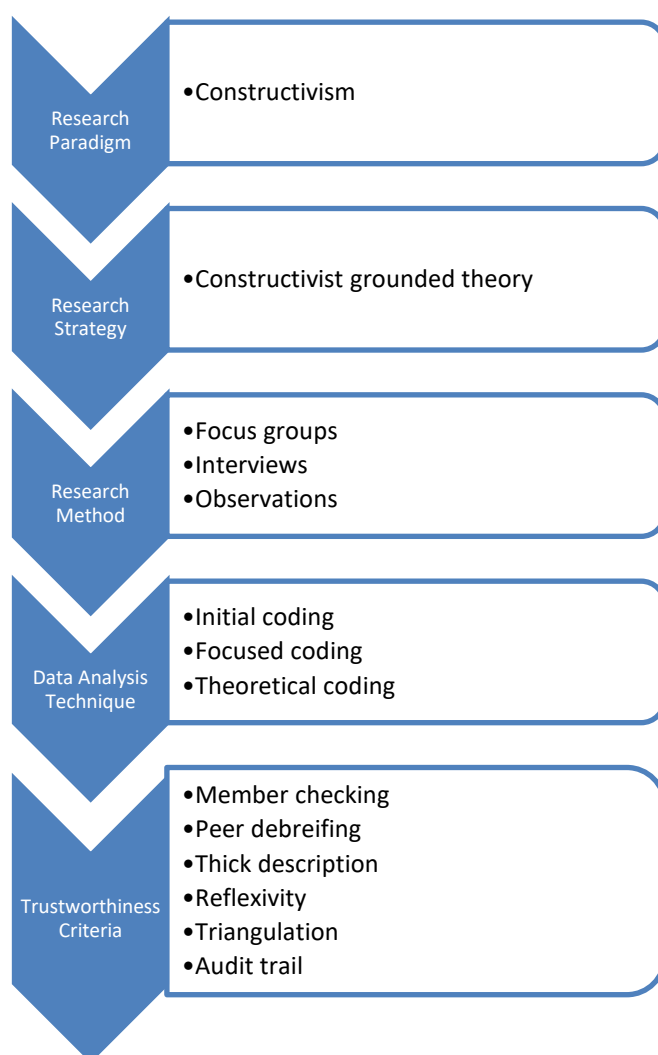 Research
Paradigm
•Constructivism
Research
Strategy
•Constructivist grounded theory
Research
Method
•Focus groups
•Interviews
•Observations
Data Analysis
Technique
•Initial coding
•Focused coding
•Theoretical coding
Trustworthiness
Criteria
•Member checking
•Peer debreifing
•Thick description
•Reflexivity
•Triangulation
•Audit trail